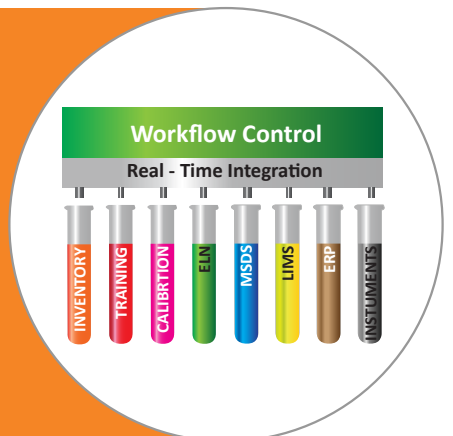 Workflow Control
Real - Time Integration
INVENTORY
TRAINING
CALIBRTION
ELN
MSDS
LIMS
ERP
INSTUMENTS